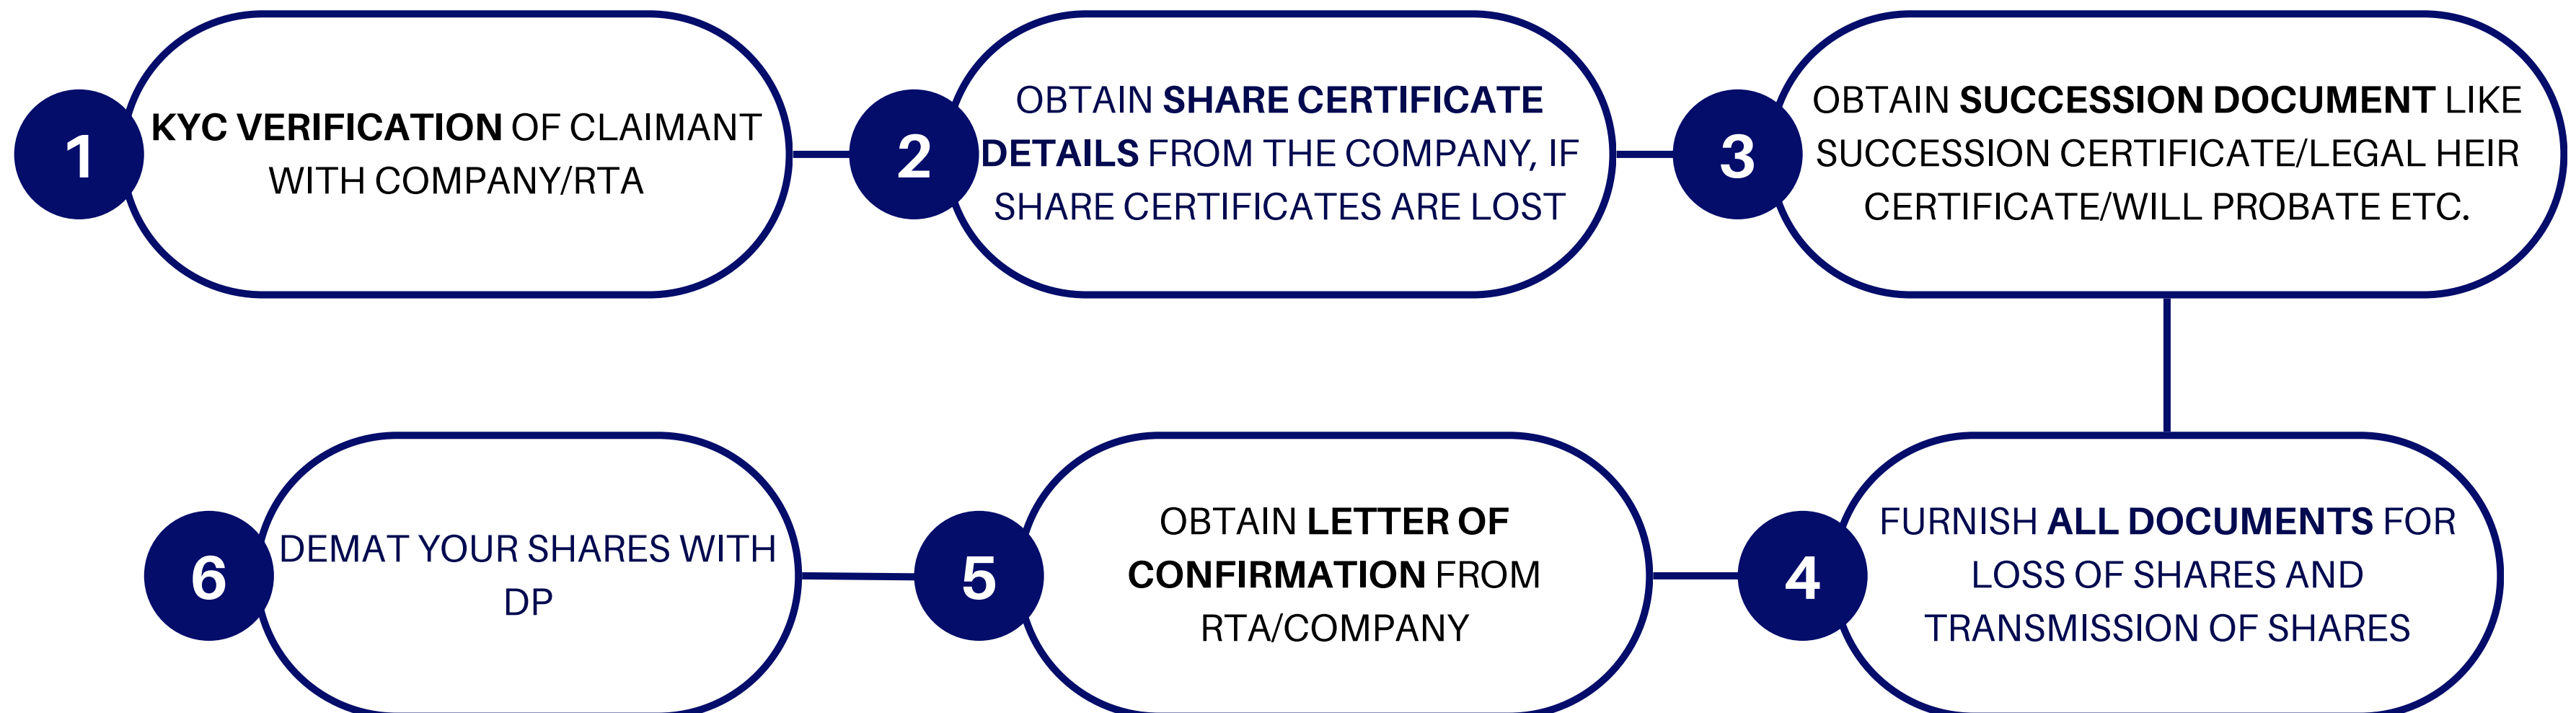 1
KYC VERIFICATION OF CLAIMANT
WITH COMPANY/RTA
2
OBTAIN SHARE CERTIFICATE
DETAILS FROM THE COMPANY, IF
SHARE CERTIFICATES ARE LOST
3
OBTAIN SUCCESSION DOCUMENT LIKE
SUCCESSION CERTIFICATE/LEGAL HEIR
CERTIFICATE/WILL PROBATE ETC.
4
FURNISH ALL DOCUMENTS FOR
LOSS OF SHARES AND
TRANSMISSION OF SHARES
5
OBTAIN LETTER OF
CONFIRMATION FROM
RTA/COMPANY
6
DEMAT YOUR SHARES WITH
DP